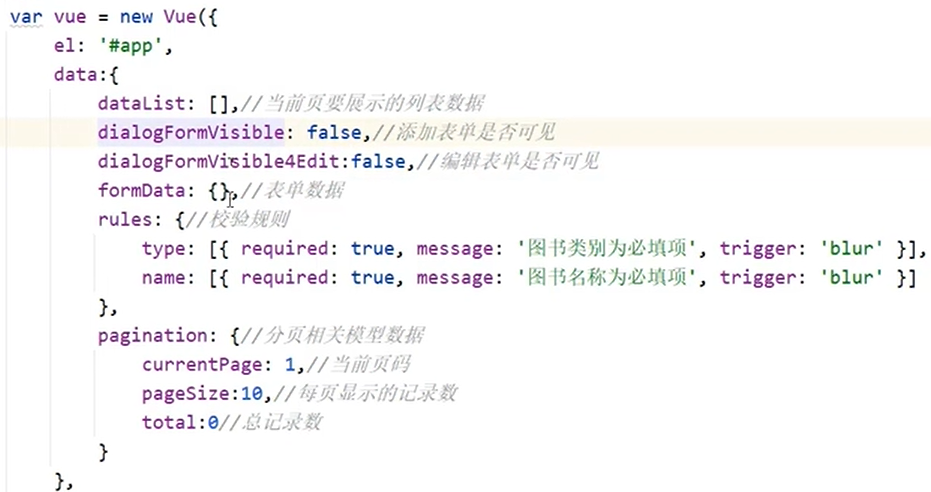 var vue = new Vue({
    el: '#app',
    data:{
        dataList: [],//当前页要展示的列表数据
        dialogFormVisible: false,//添加表单是否可见
        dialogFormVisible4Edit:false,//编辑表单是否可见
        formData: {},//表单数据
        rules: {//校验规则
            type: [{ required: true, message: '图书类别为必填项', trigger: 'blur' }],
            name: [{ required: true, message: '图书名称为必填项', trigger: 'blur' }]
        },
        pagination: {//分页相关模型数据
            currentPage: 1,//当前页码
            pageSize:10,//每页显示的记录数
            total:0//总记录数
        }
    },